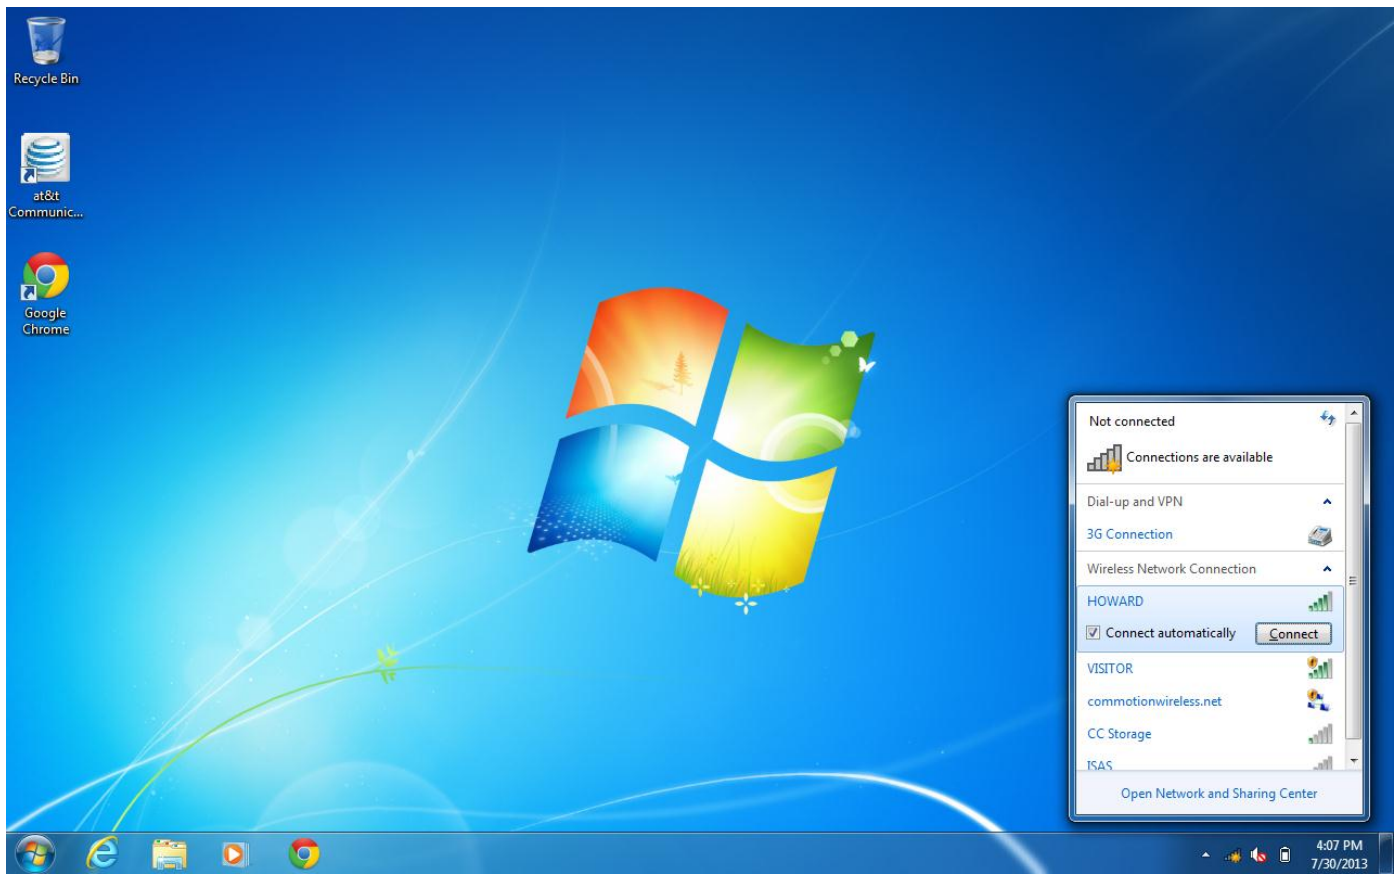 Recycle Bin
at&t
Communic...
Google
Chrome
Not connected
Connections are available
Dial-up and VPN
3G Connection
Wireless Network Connection
HOWARD
Connect automatically
Connect
VISITOR
commotionwireless.net
CC Storage
ISAS
Open Network and Sharing Center
4:07 PM
7/30/2013